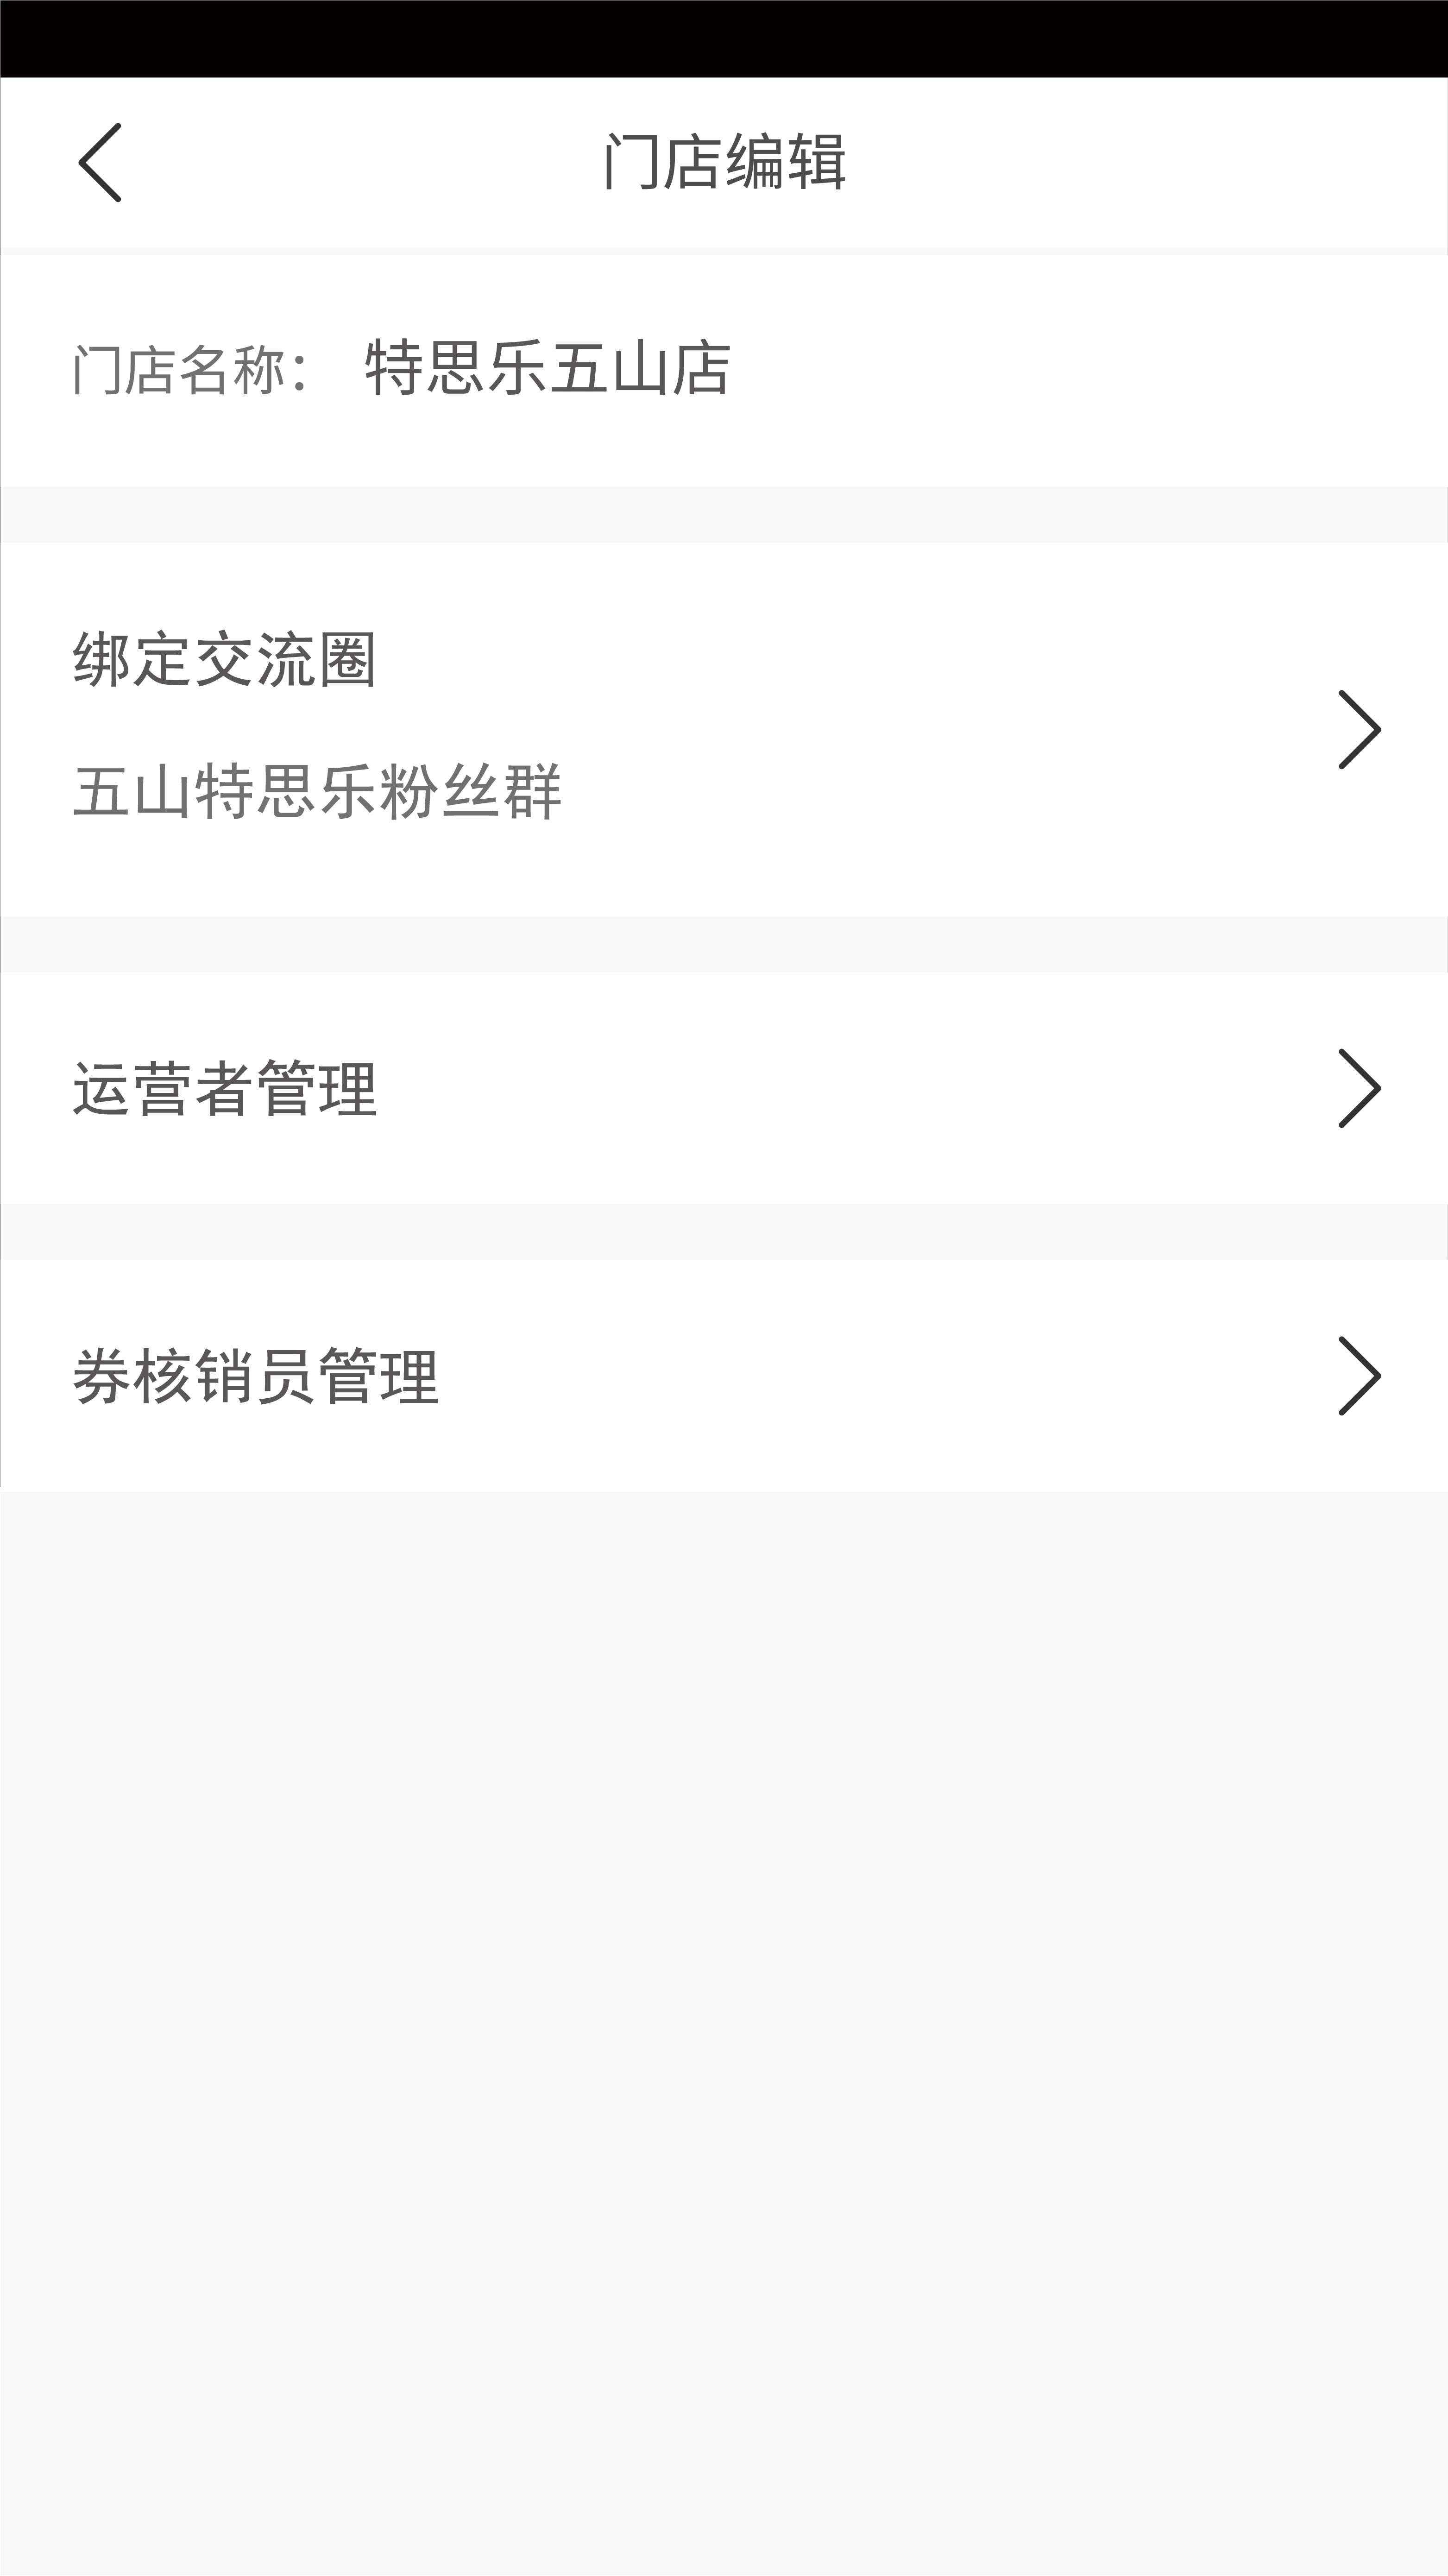 门店编辑
门店名称： 特思乐五山店
绑定交流圈
五山特思乐粉丝群
运营者管理
券核销员管理